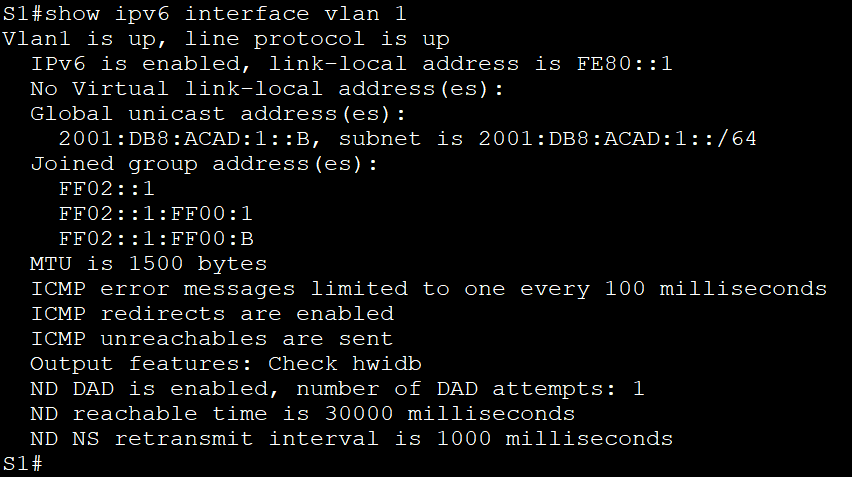 S1#show ipv6 interface vlan 1
Vlan1 is up, line protocol is up
  IPv6 is enabled, link-local address is FE80::1
  No Virtual link-local address(es):
  Global unicast address(es):
    2001:DB8:ACAD:1::B, subnet is 2001:DB8:ACAD:1::/64
  Joined group address(es):
    FF02::1
    FF02::1:FF00:1
    FF02::1:FF00:B
  MTU is 1500 bytes
  ICMP error messages limited to one every 100 milliseconds
  ICMP redirects are enabled
  ICMP unreachables are sent
  Output features: Check hwidb
  ND DAD is enabled, number of DAD attempts: 1
  ND reachable time is 30000 milliseconds
  ND NS retransmit interval is 1000 milliseconds
S1#